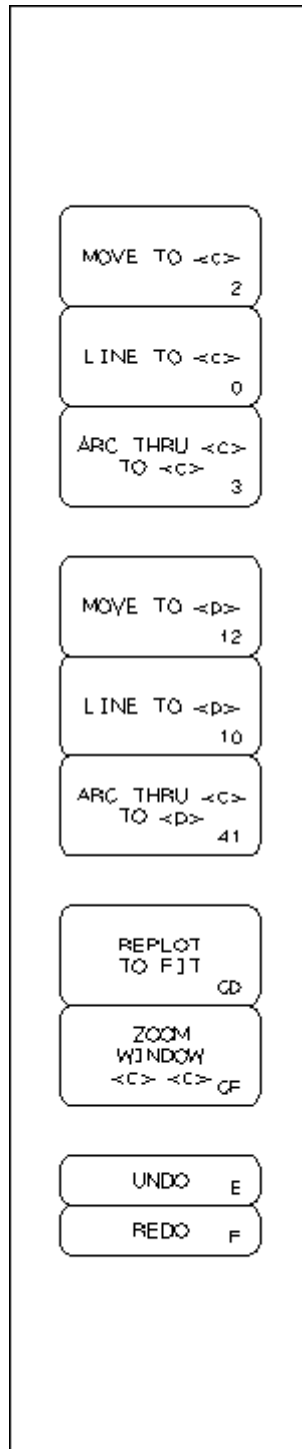 MOVE TO <c>
2
LINE TO <c>
0
ARC THRU <c>
TO <c>
3
MOVE TO <p>
12
LINE TO <p>
10
ARC THRU <c>
TO <p>
41
REPLOT
TO FIT
GD
ZOOM
WINDOW
<c> <c> GF
UNDO E
REDO F